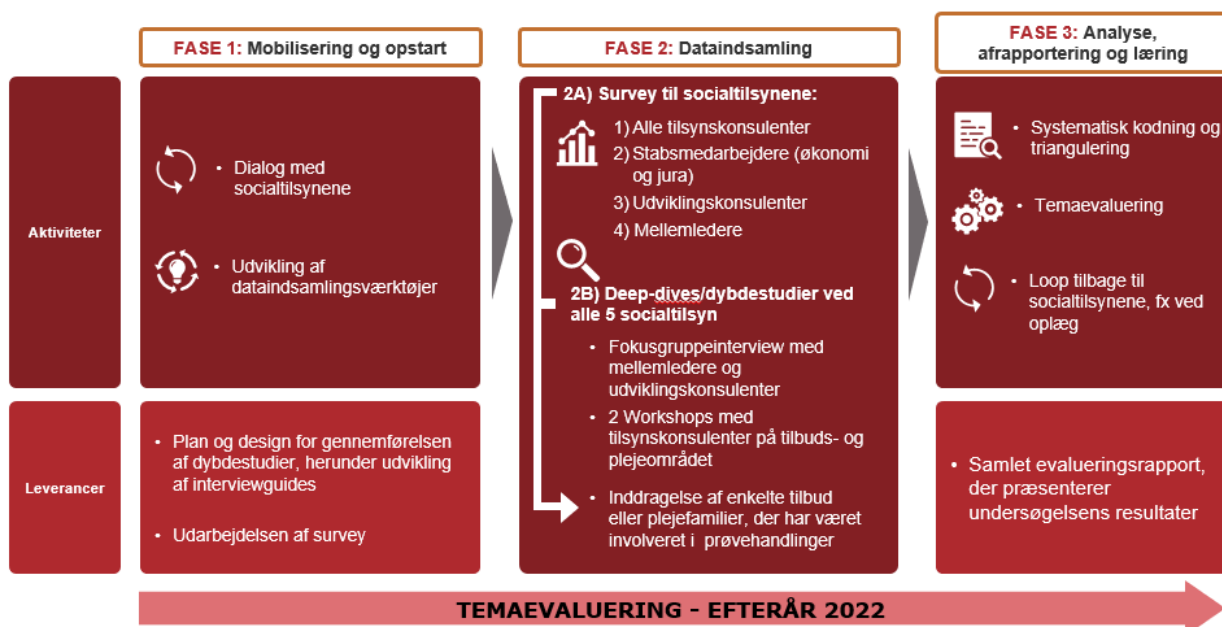 FASE 1: Mobilisering og opstart
FASE 2: Dataindsamling
FASE 3: Analyse,
afrapportering og læring
Aktiviteter
• Dialog med
socialtilsynene
• Udvikling af
dataindsamlingsværktøjer
2A) Survey til socialtilsynene:
1) Alle tilsynskonsulenter
2) Stabsmedarbejdere (økonomi
og jura)
3) Udviklingskonsulenter
4) Mellemledere
2B) Deep-dives/dybdestudier ved
alle 5 socialtilsyn
• Fokusgruppeinterview med
mellemledere og
udviklingskonsulenter
• 2 Workshops med
tilsynskonsulenter på tilbuds- og
plejeområdet
• Inddragelse af enkelte tilbud
eller plejefamilier, der har været
involveret i prøvehandlinger
• Systematisk kodning og
triangulering
• Temaevaluering
• Loop tilbage til
socialtilsynene, fx ved
oplæg
Leverancer
• Plan og design for gennemførelsen
af dybdestudier, herunder udvikling
af interviewguides
• Udarbejdelsen af survey
• Samlet evalueringsrapport,
der præsenterer
undersøgelsens resultater
TEMAEVALUERING - EFTERÅR 2022